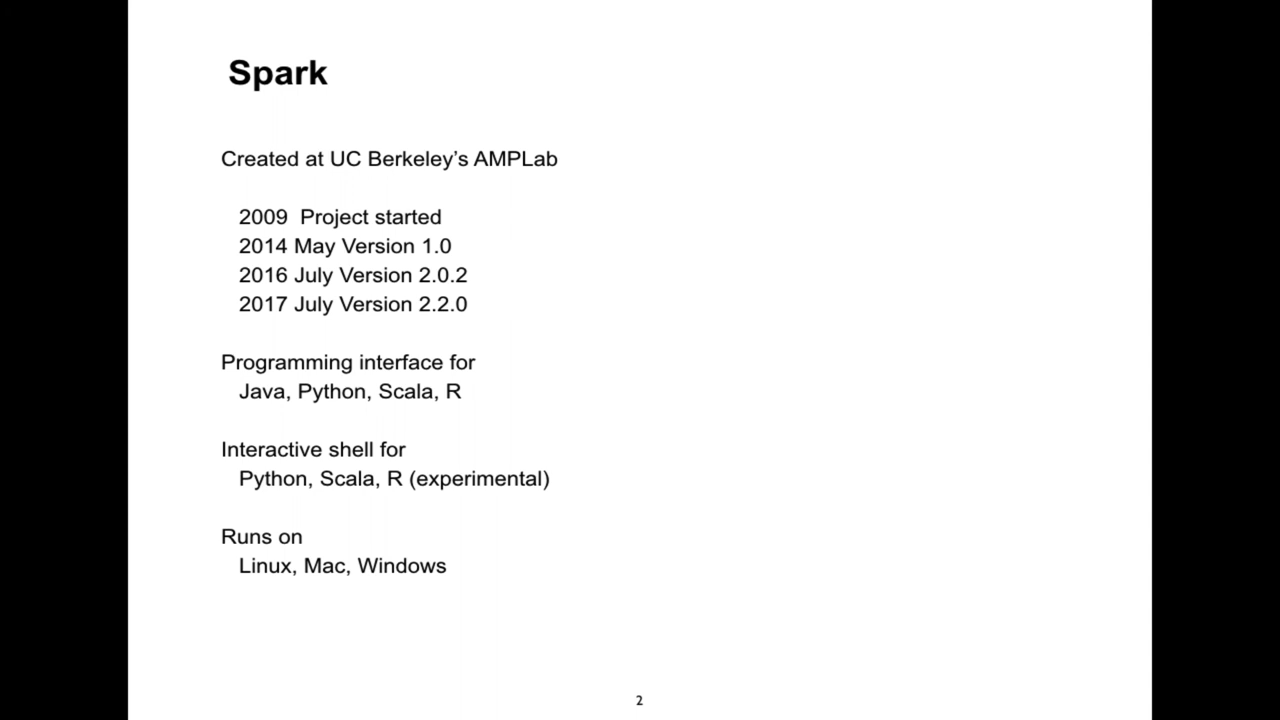 Spark
Created at UC Berkeley’s AMPLab
2009  Project started
2014 May Version 1.0
2016 July Version 2.0.2
2017 July Version 2.2.0
Programming interface for
Java, Python, Scala, R
Interactive shell for
Python, Scala, R (experimental)
Runs on
Linux, Mac, Windows
2